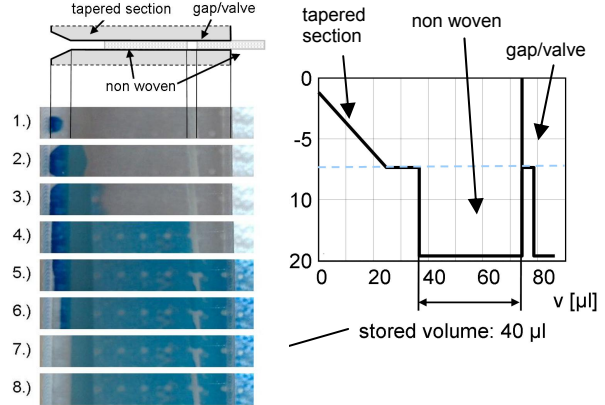 tapered section
gap/valve
non woven
1.)
2.)
3.)
4.)
5.)
6.)
7.)
8.)
tapered
section
non woven
gap/valve
0
-5
10
20
0
20
40
60
80
v [µl]
stored volume: 40 µl